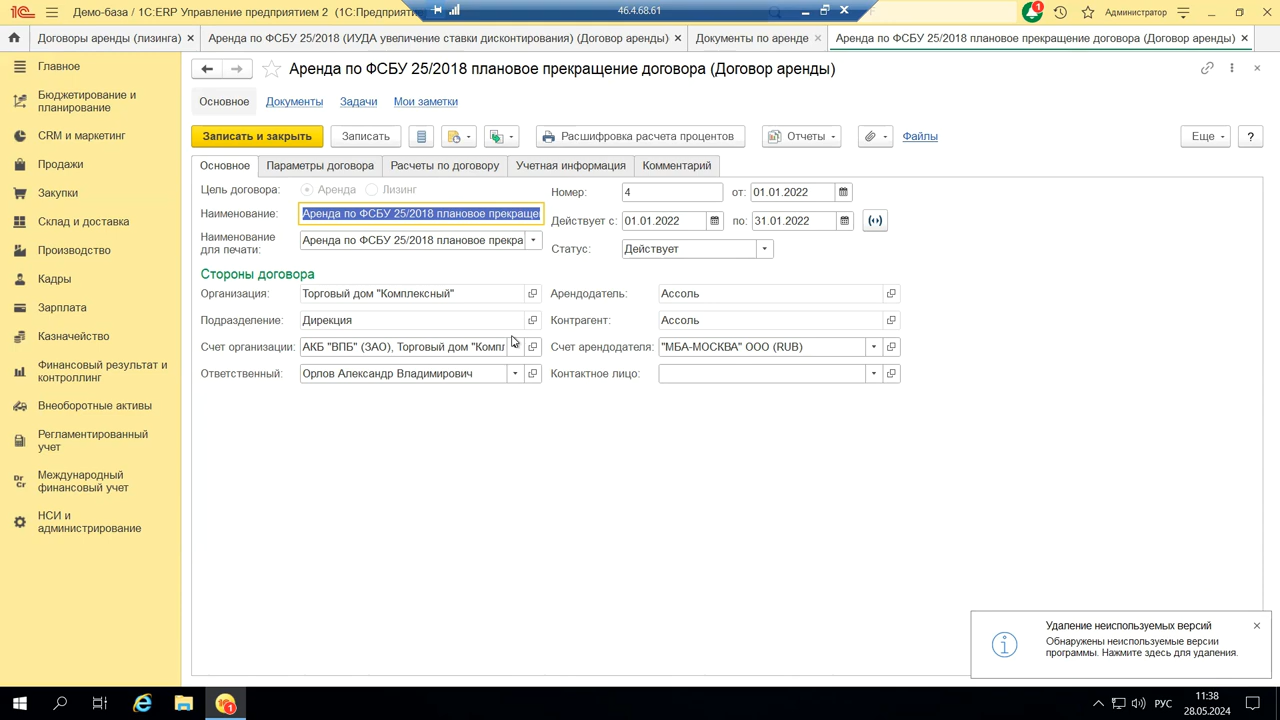 Демо-база / 1С:ERP Управление предприятием 2 (1С:Предприяти
46.4.68.61
1
Администратор
Договоры аренды (лизинга) ×
Аренда по ФСБУ 25/2018 (ИУДА увеличение ставки дисконтирования) (Договор аренды) ×
Документы по аренде ×
Аренда по ФСБУ 25/2018 плановое прекращение договора (Договор аренды) ×
Главное
Бюджетирование и
планирование
CRM и маркетинг
Продажи
Закупки
Склад и доставка
Производство
Кадры
Зарплата
Казначейство
Финансовый результат и
контроллинг
Внеоборотные активы
Регламентированный
учет
Международный
финансовый учет
НСИ и
администрирование
Аренда по ФСБУ 25/2018 плановое прекращение договора (Договор аренды)
Основное Документы Задачи Мои заметки
Записать и закрыть Записать Расшифровка расчета процентов Отчеты Файлы Еще ?
Основное Параметры договора Расчеты по договору Учетная информация Комментарий
Цель договора: Аренда Лизинг
Номер: 4 от: 01.01.2022
Наименование: Аренда по ФСБУ 25/2018 плановое прекраще
Действует с: 01.01.2022 по: 31.01.2022
Наименование
для печати:
Аренда по ФСБУ 25/2018 плановое прекра
Статус: Действует
Стороны договора
Организация: Торговый дом "Комплексный"
Арендодатель: Ассоль
Подразделение: Дирекция
Контрагент: Ассоль
Счет организации: АКБ "ВПБ" (ЗАО), Торговый дом "Компл
Счет арендодателя: "МБА-МОСКВА" ООО (RUB)
Ответственный: Орлов Александр Владимирович
Контактное лицо:
Удаление неиспользуемых версий
Обнаружены неиспользуемые версии
программы. Нажмите здесь для удаления.
1
РУС
11:38
28.05.2024